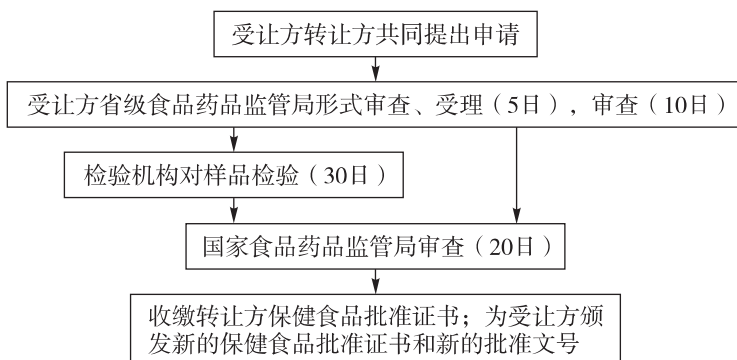 受让方转让方共同提出申请
受让方省级食品药品监管局形式审查、受理（5日），审查（10日）
检验机构对样品检验（30日）
国家食品药品监管局审查（20日）
收缴转让方保健食品批准证书；为受让方颁
发新的保健食品批准证书和新的批准文号